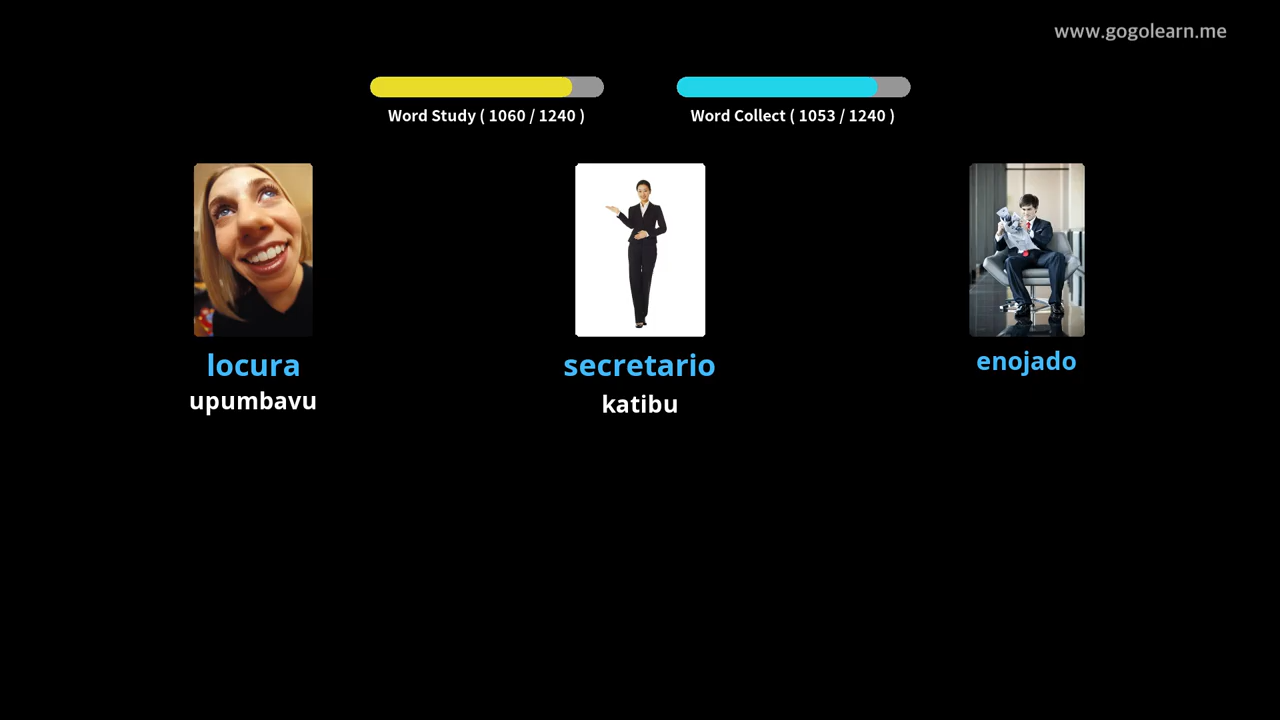 www.gogolearn.me
Word Study ( 1060 / 1240 )
Word Collect ( 1053 / 1240 )
locura
upumbavu
secretario
katibu
enojado